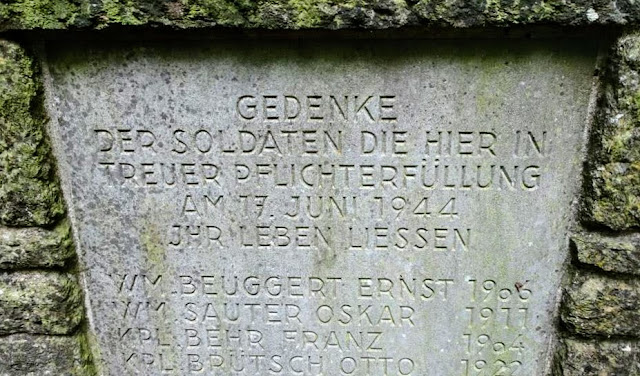 GEDENKE
DER SOLDATEN DIE HIER IN
TREUER PFLICHTERFÜLLUNG
AM 17. JUNI 1944
JHR LEBEN LIESSEN
WM. BEUGGERT ERNST 1906
WM. SAUTER OSKAR 1911
KPL. BEHR FRANZ 1904
KPL. BRÜTSCH OTTO 1922